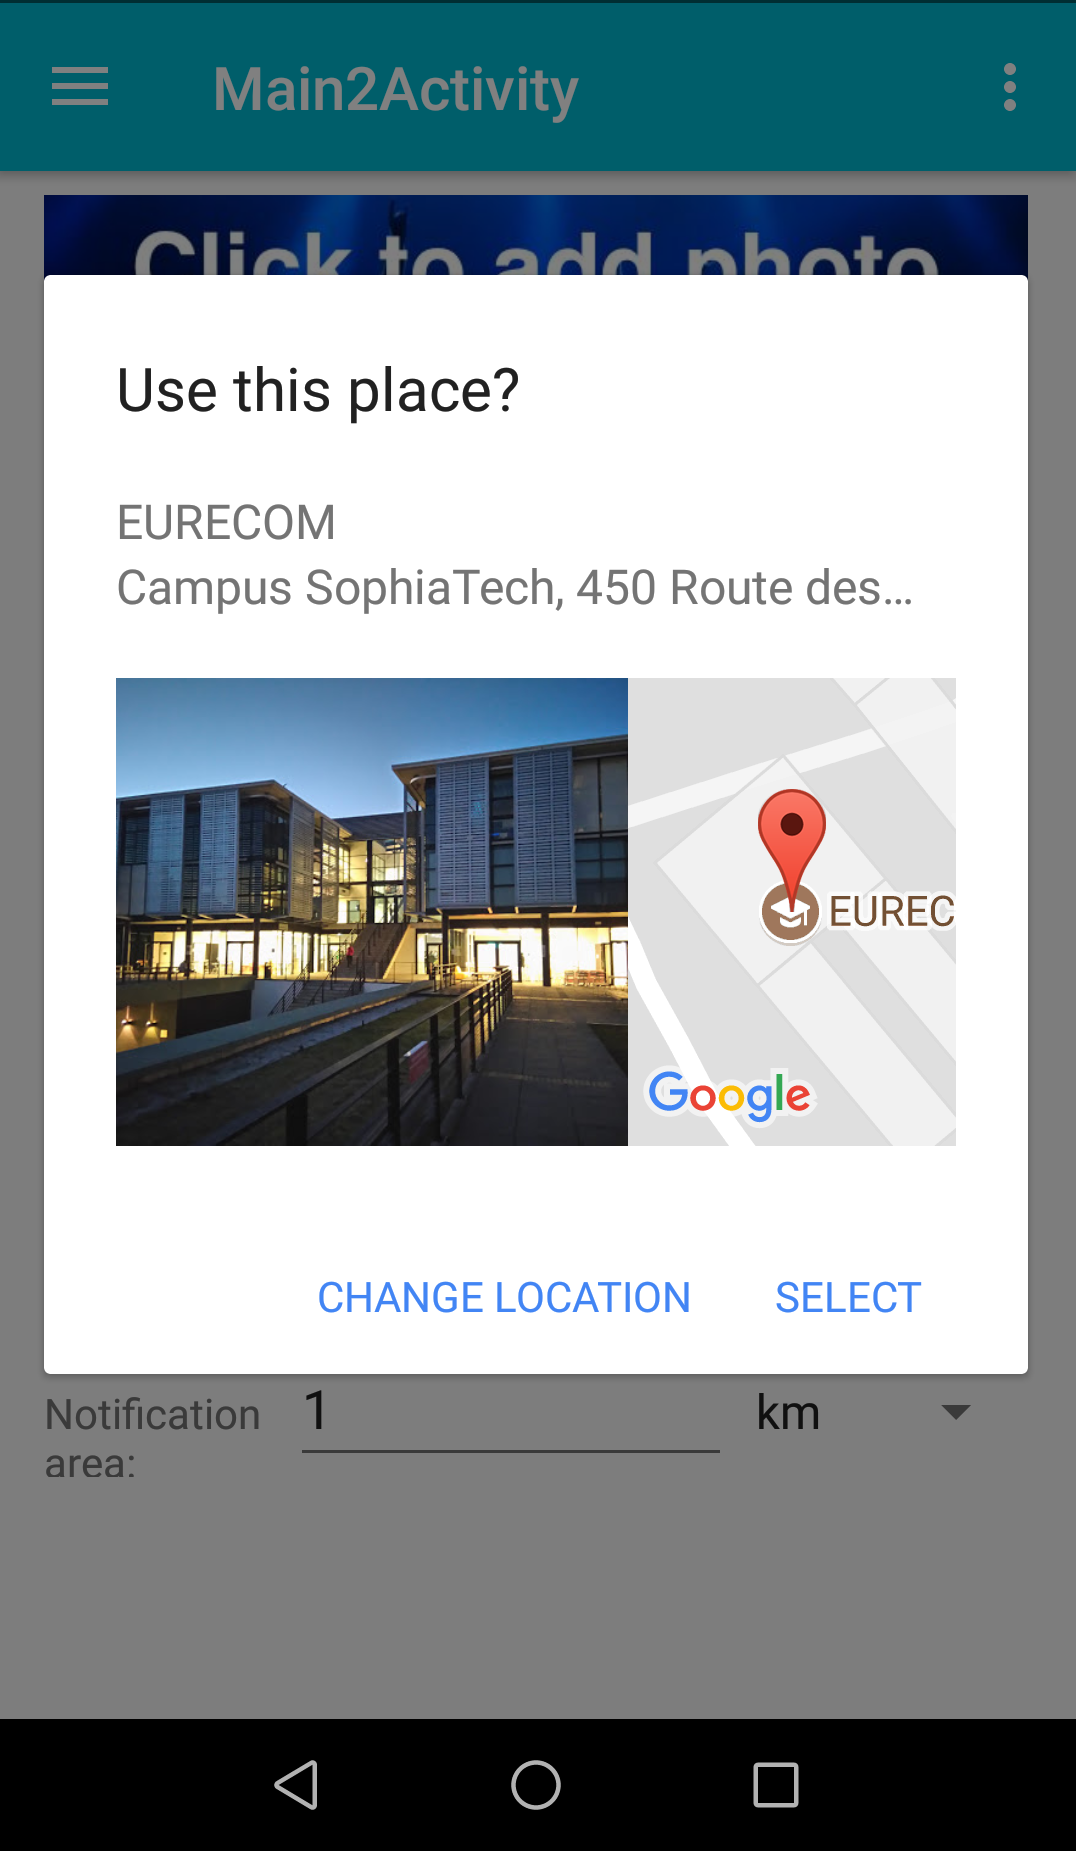 Main2Activity
Click to add photo
Use this place?
EURECOM
Campus SophiaTech, 450 Route des...
EUREC
Google
CHANGE LOCATION SELECT
Notification 1 km
area: